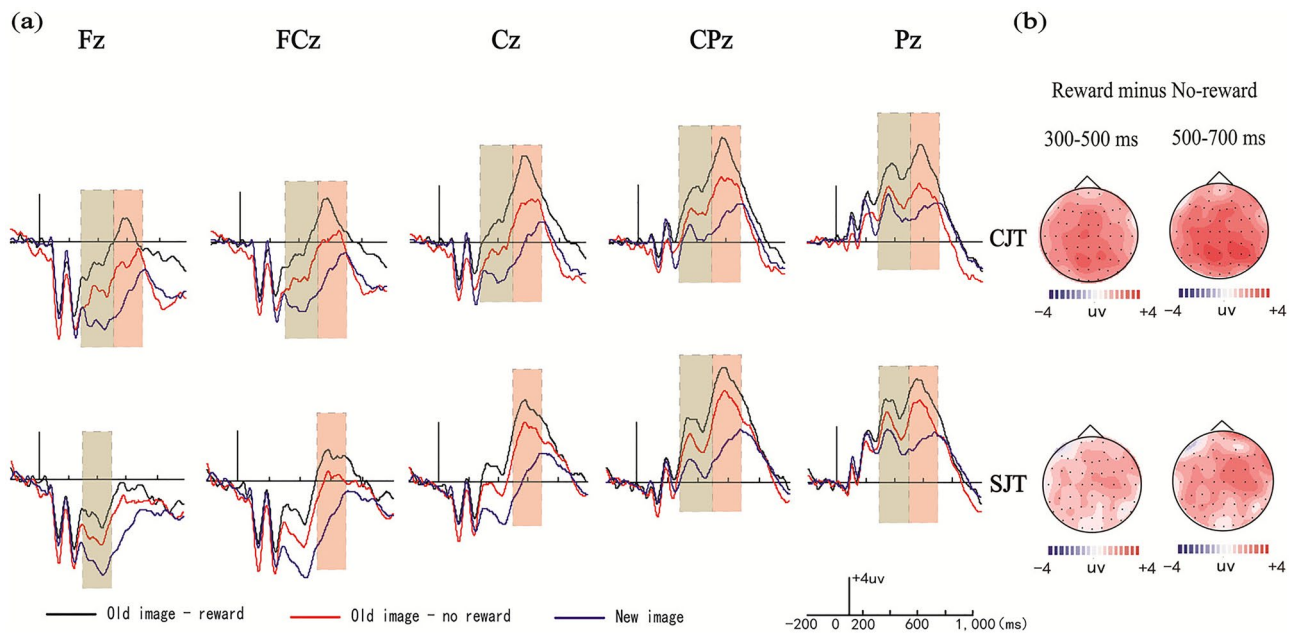 (a)
Fz FCz Cz CPz Pz
(b)
Reward minus No-reward
300-500 ms 500-700 ms
CJT
−4 uv +4 −4 uv +4
SJT
−4 uv +4 −4 uv +4
+4uv
-200 0 200 600 1,000 (ms)
Old image - reward Old image - no reward New image